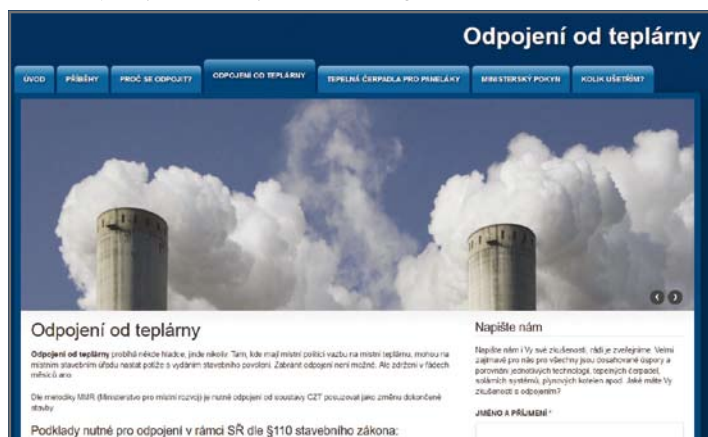 Odpojení od teplárny
ÚVOD PŘÍBĚHY PROČ SE ODPOJIT? ODPOJENÍ OD TEPLÁRNY TEPELNÁ ČERPADLA PRO PANELÁKY MINISTERSKÝ POKYN KOLIK UŠETŘÍM?
Odpojení od teplárny
Odpojení od teplárny probíhá někde hladce, jinde nikoliv. Tam, kde mají místní politici vazbu na místní teplárnu, mohou na
místním stavebním úřadu nastat potíže s vydáním stavebního povolení. Zabránit odpojení není možné. Ale zdržení v řádech
měsíců ano.
Dle metodiky MMR (Ministerstvo pro místní rozvoj) je nutné odpojení od soustavy CZT posuzovat jako změnu dokončené
stavby.
Podklady nutné pro odpojení v rámci SŘ dle §110 stavebního zákona:
Napište nám
Napište nám i Vy své zkušenosti, rádi je zveřejníme. Velmi
zajímavé pro nás pro všechny jsou dosahované úspory a
porovnání jednotlivých technologií, tepelných čerpadel,
solárních systémů, plynových kotelen apod. Jaké máte Vy
zkušenosti s odpojením?
JMÉNO A PŘÍJMENÍ *